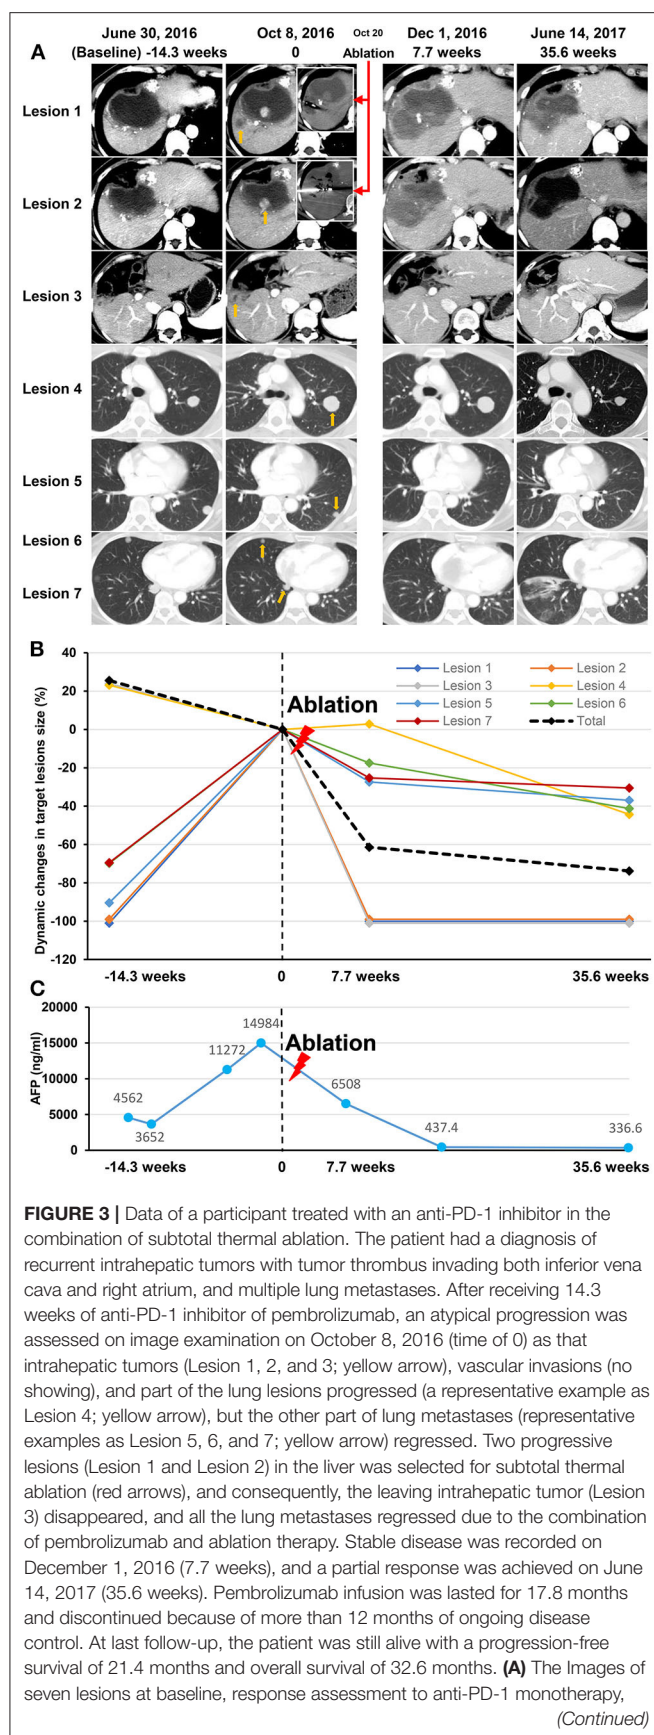 June 30, 2016 Oct 8, 2016 Oct 20 Dec 1, 2016 June 14, 2017
A (Baseline) -14.3 weeks 0 Ablation 7.7 weeks 35.6 weeks
Lesion 1
Lesion 2
Lesion 3
Lesion 4
Lesion 5
Lesion 6
Lesion 7
B
Dynamic changes in target lesions size (%)
40
20
0
-20
-40
-60
-80
-100
-120
Ablation
Lesion 1 Lesion 2
Lesion 3 Lesion 4
Lesion 5 Lesion 6
Lesion 7 Total
-14.3 weeks 0 7.7 weeks 35.6 weeks
C
AFP (ng/ml)
20000
15000
10000
5000
0
4562
3652
11272
14984
Ablation
6508
437.4
336.6
-14.3 weeks 0 7.7 weeks 35.6 weeks
FIGURE 3 | Data of a participant treated with an anti-PD-1 inhibitor in the
combination of subtotal thermal ablation. The patient had a diagnosis of
recurrent intrahepatic tumors with tumor thrombus invading both inferior vena
cava and right atrium, and multiple lung metastases. After receiving 14.3
weeks of anti-PD-1 inhibitor of pembrolizumab, an atypical progression was
assessed on image examination on October 8, 2016 (time of 0) as that
intrahepatic tumors (Lesion 1, 2, and 3; yellow arrow), vascular invasions (no
showing), and part of the lung lesions progressed (a representative example as
Lesion 4; yellow arrow), but the other part of lung metastases (representative
examples as Lesion 5, 6, and 7; yellow arrow) regressed. Two progressive
lesions (Lesion 1 and Lesion 2) in the liver was selected for subtotal thermal
ablation (red arrows), and consequently, the leaving intrahepatic tumor (Lesion
3) disappeared, and all the lung metastases regressed due to the combination
of pembrolizumab and ablation therapy. Stable disease was recorded on
December 1, 2016 (7.7 weeks), and a partial response was achieved on June
14, 2017 (35.6 weeks). Pembrolizumab infusion was lasted for 17.8 months
and discontinued because of more than 12 months of ongoing disease
control. At last follow-up, the patient was still alive with a progression-free
survival of 21.4 months and overall survival of 32.6 months. (A) The Images of
seven lesions at baseline, response assessment to anti-PD-1 monotherapy,
(Continued)